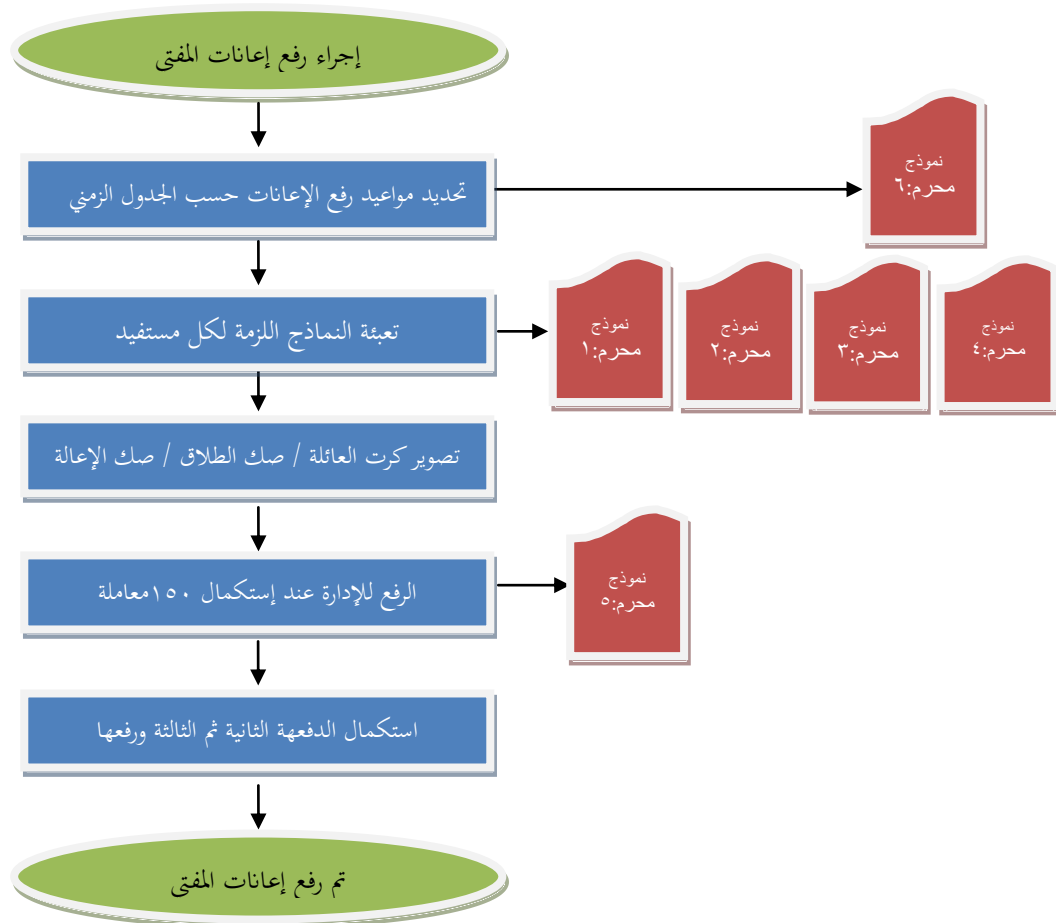 إجراء رفع إعانات المفتى
تحديد مواعيد رفع الإعانات حسب الجدول الزمني
نموذج
محرم:٦
تعبئة النماذج اللزمة لكل مستفيد
نموذج
محرم:١
نموذج
محرم:٢
نموذج
محرم:٣
نموذج
محرم:٤
تصوير كرت العائلة / صك الطلاق / صك الإعالة
الرفع للإدارة عند إستكمال ١٥٠معاملة
نموذج
محرم:٥
استكمال الدفعهة الثانية ثم الثالثة ورفعها
تم رفع إعانات المفتى